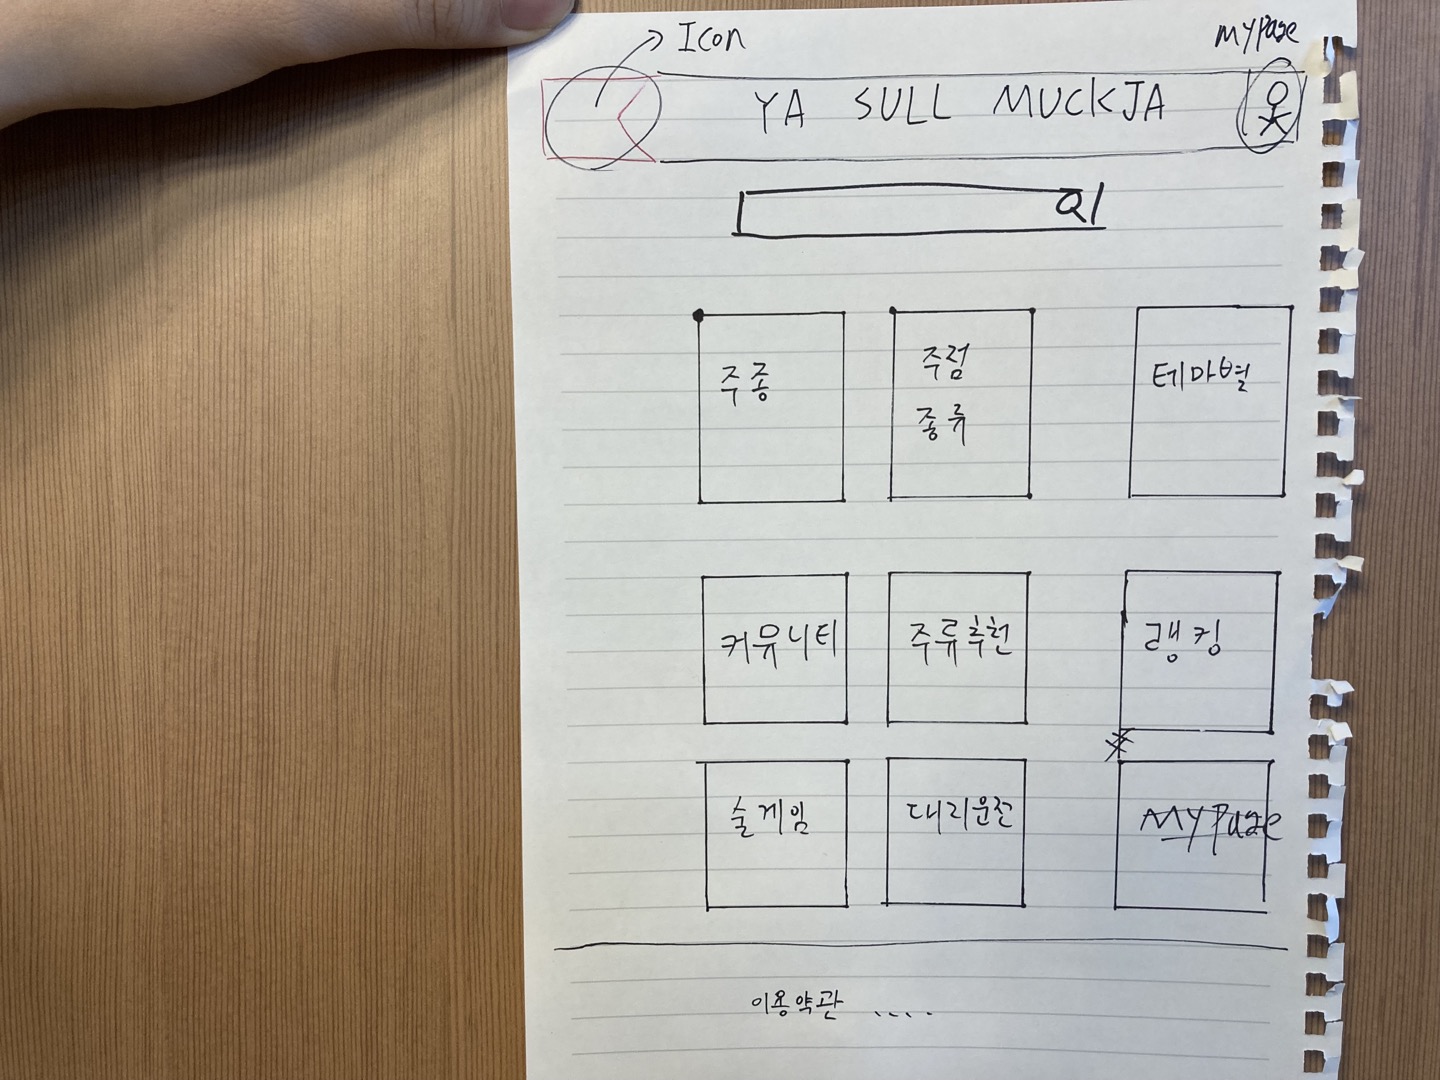 Icon
MYPage
YA SULL MUCKJA
주종
주점
종류
테마별
커뮤니티
주류추천
랭킹
술게임
대리운전
MYPage
이용약관 ....